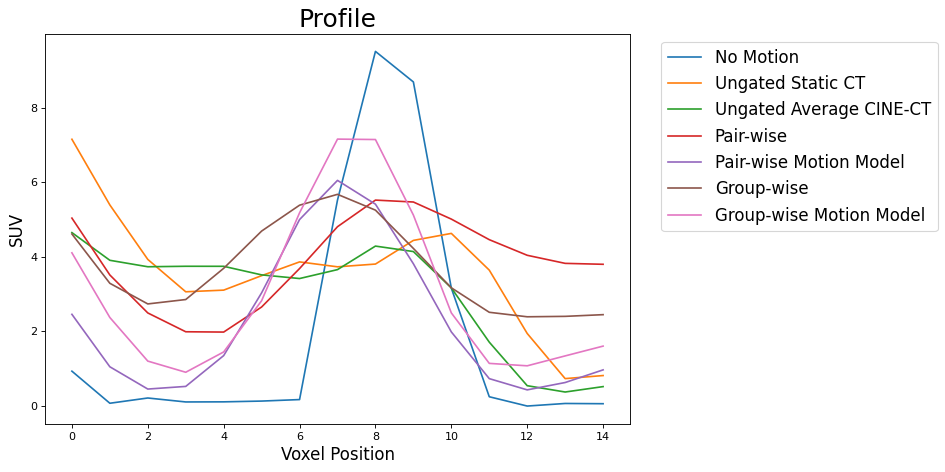 Profile
SUV
8
6
4
2
0
0 2 4 6 8 10 12 14
Voxel Position
No Motion
Ungated Static CT
Ungated Average CINE-CT
Pair-wise
Pair-wise Motion Model
Group-wise
Group-wise Motion Model